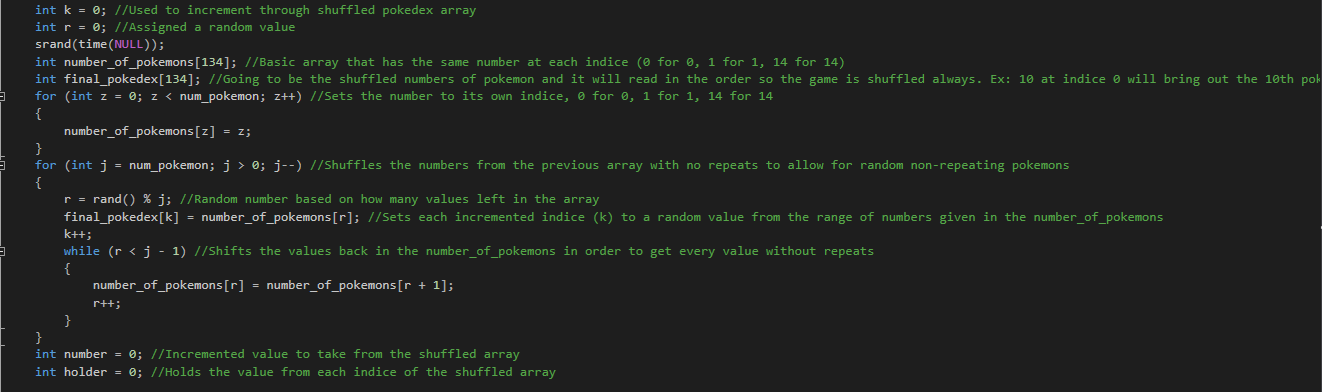 int k = 0; //Used to increment through shuffled pokedex array
int r = 0; //Assigned a random value
srand(time(NULL));
int number_of_pokemons[134]; //Basic array that has the same number at each indice (0 for 0, 1 for 1, 14 for 14)
int final_pokedex[134]; //Going to be the shuffled numbers of pokemon and it will read in the order so the game is shuffled always. Ex: 10 at indice 0 will bring out the 10th pok
for (int z = 0; z < num_pokemon; z++) //Sets the number to its own indice, 0 for 0, 1 for 1, 14 for 14
{
number_of_pokemons[z] = z;
}
for (int j = num_pokemon; j > 0; j--) //Shuffles the numbers from the previous array with no repeats to allow for random non-repeating pokemons
{
r = rand() % j; //Random number based on how many values left in the array
final_pokedex[k] = number_of_pokemons[r]; //Sets each incremented indice (k) to a random value from the range of numbers given in the number_of_pokemons
k++;
while (r < j - 1) //Shifts the values back in the number_of_pokemons in order to get every value without repeats
{
number_of_pokemons[r] = number_of_pokemons[r + 1];
r++;
}
}
int number = 0; //Incremented value to take from the shuffled array
int holder = 0; //Holds the value from each indice of the shuffled array